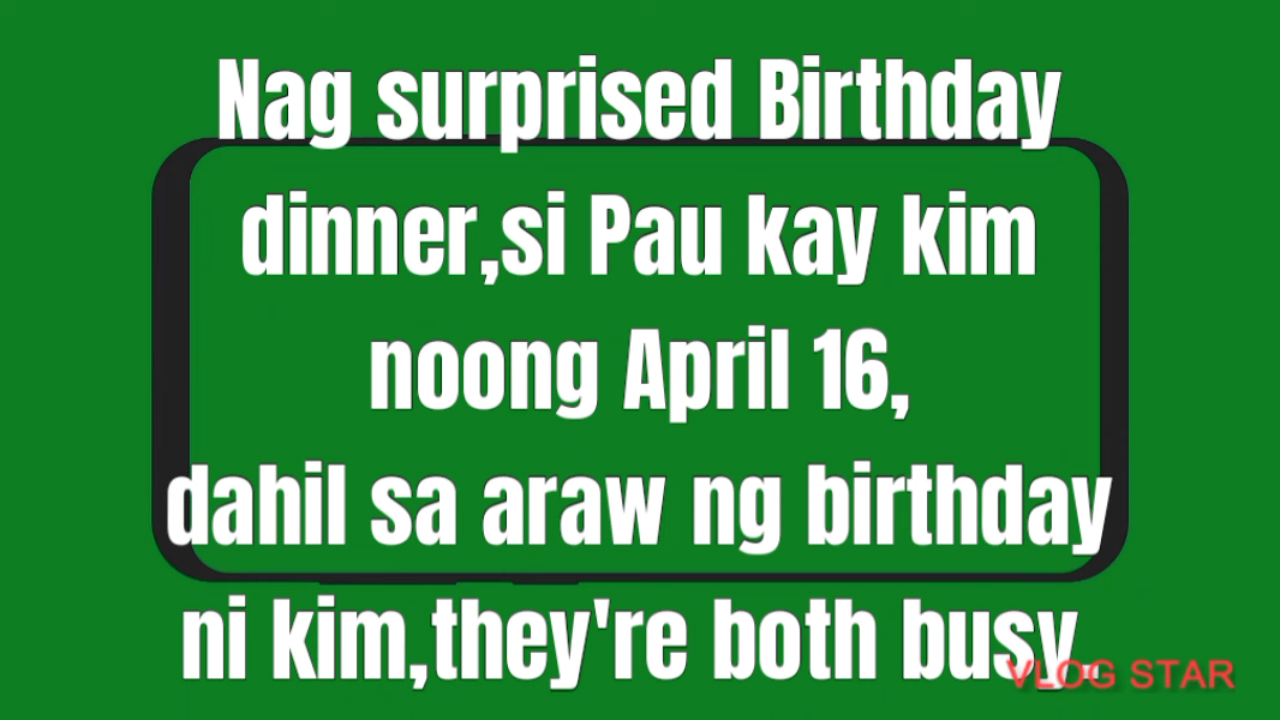 Nag surprised Birthday
dinner,si Pau kay kim
noong April 16,
dahil sa araw ng birthday
ni kim,they're both busy.
VLOG STAR